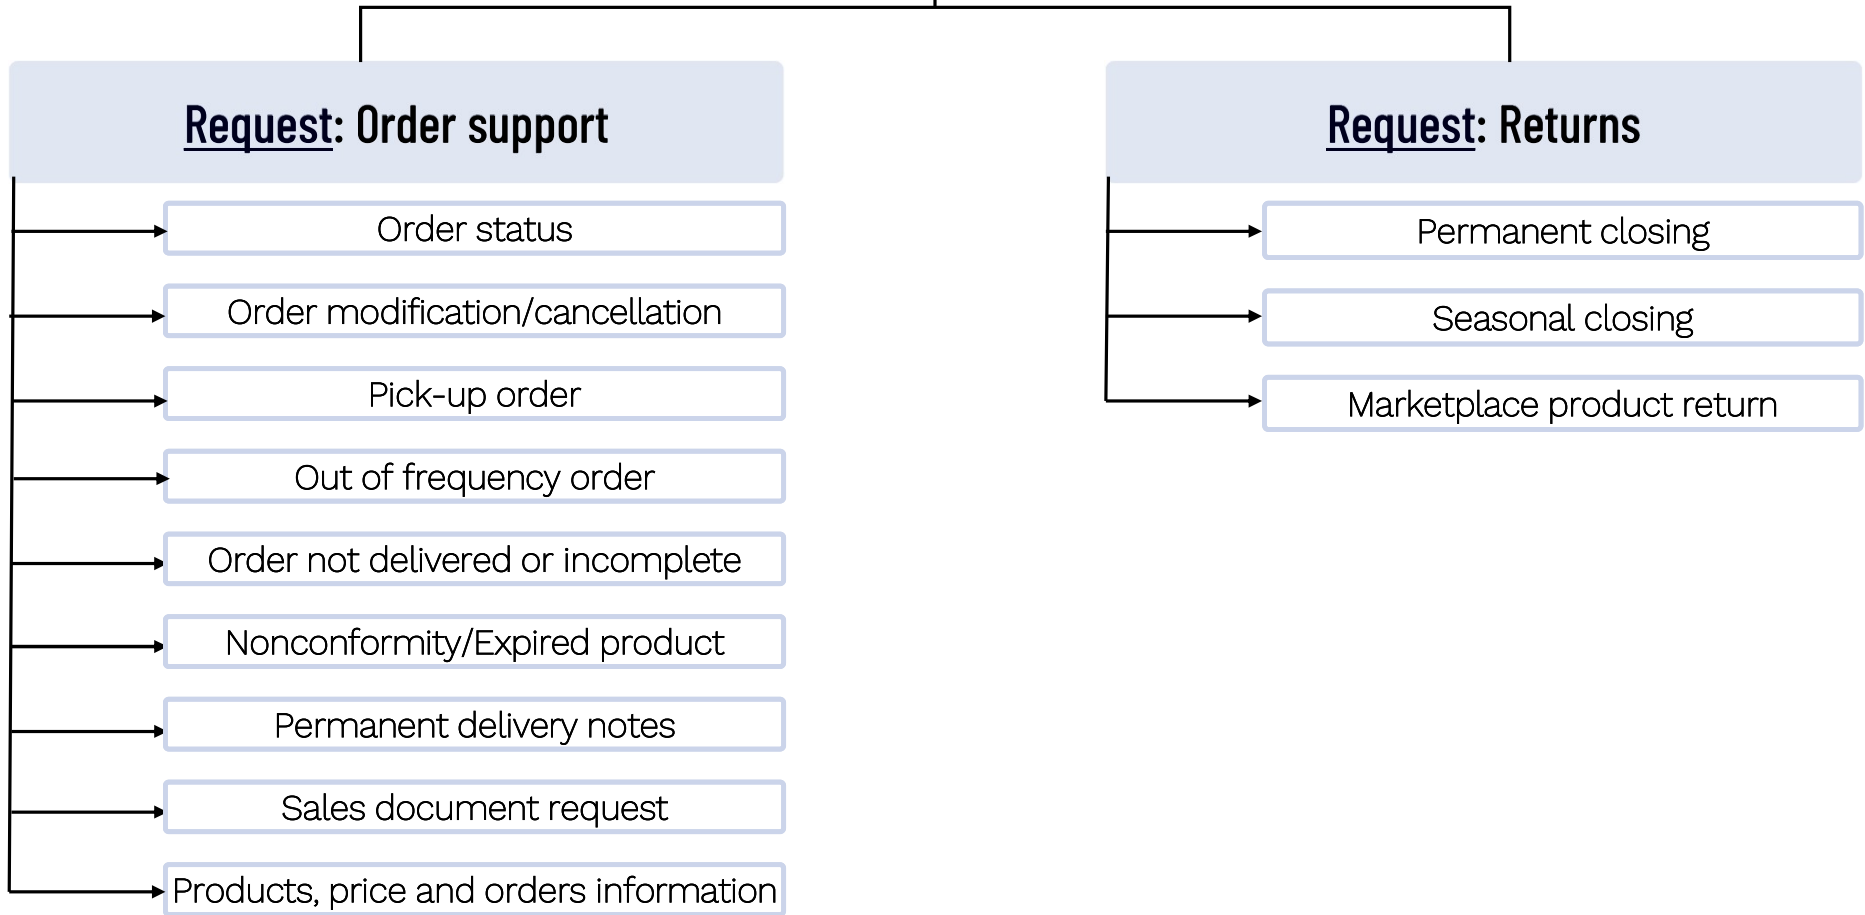 Request: Order support
Order status
Order modification/cancellation
Pick-up order
Out of frequency order
Order not delivered or incomplete
Nonconformity/Expired product
Permanent delivery notes
Sales document request
Products, price and orders information
Request: Returns
Permanent closing
Seasonal closing
Marketplace product return